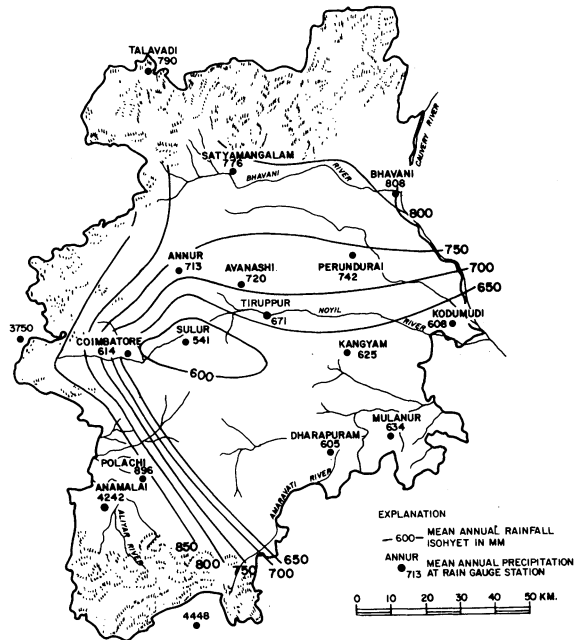 TALAVADI
790
SATYAMANGALAM
776
BHAVANI
RIVER
CAUVERY RIVER
BHAVANI
808
800
750
700
650
ANNUR
713
AVANASHI
720
PERUNDURAI
742
TIRUPPUR
671
NOYIL
RIVER
KODUMUDI
608
3750
COIMBATORE
614
SULUR
541
600
KANGYAM
625
MULANUR
634
DHARAPURAM
605
POLACHI
896
ANAMALAI
4242
ALIYAR RIVER
AMARAVATI RIVER
850
800
750
700
650
4448
EXPLANATION
—600— MEAN ANNUAL RAINFALL
ISOHYET IN MM
ANNUR
713
MEAN ANNUAL PRECIPITATION
AT RAIN GAUGE STATION
10 0 10 20 30 40 50 KM.